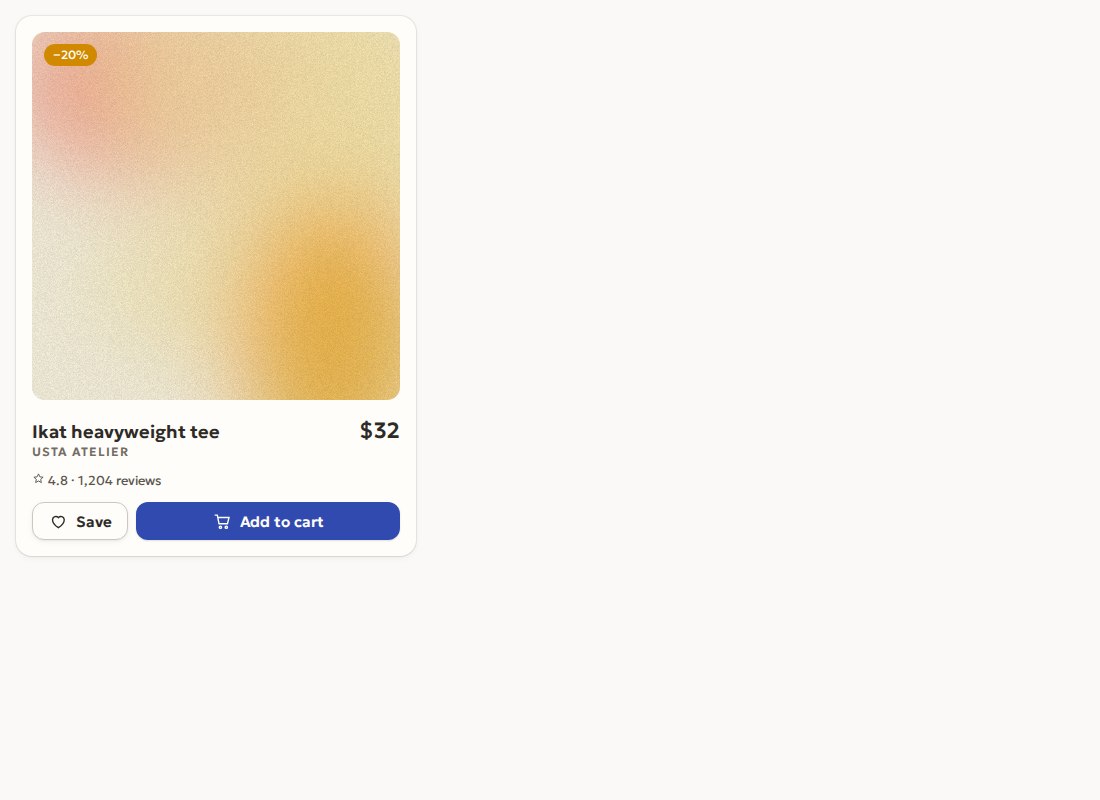 −20%
Ikat heavyweight tee
$32
USTA ATELIER
4.8 · 1,204 reviews
Save
Add to cart